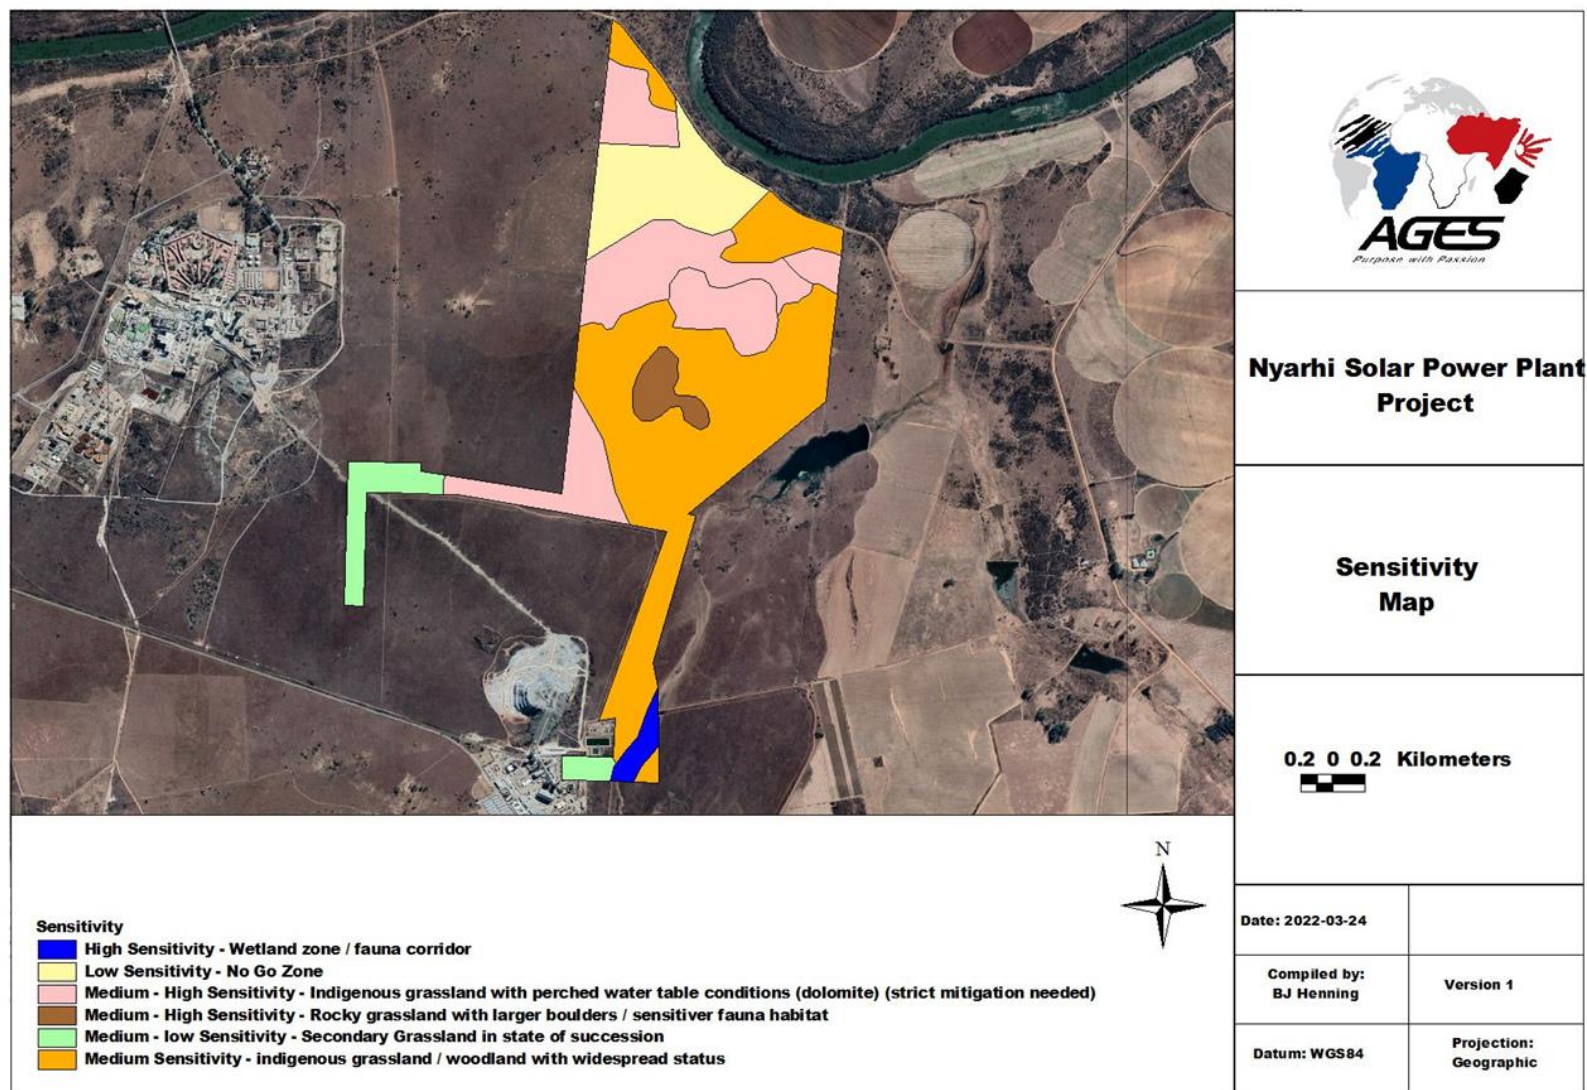 AGES
Purpose with Passion
Nyarhi Solar Power Plant
Project
Sensitivity
Map
0.2 0 0.2 Kilometers
N
Sensitivity
High Sensitivity - Wetland zone / fauna corridor
Low Sensitivity - No Go Zone
Medium - High Sensitivity - Indigenous grassland with perched water table conditions (dolomite) (strict mitigation needed)
Medium - High Sensitivity - Rocky grassland with larger boulders / sensitiver fauna habitat
Medium - low Sensitivity - Secondary Grassland in state of succession
Medium Sensitivity - indigenous grassland / woodland with widespread status
Date: 2022-03-24
Compiled by:
BJ Henning
Version 1
Datum: WGS84
Projection:
Geographic